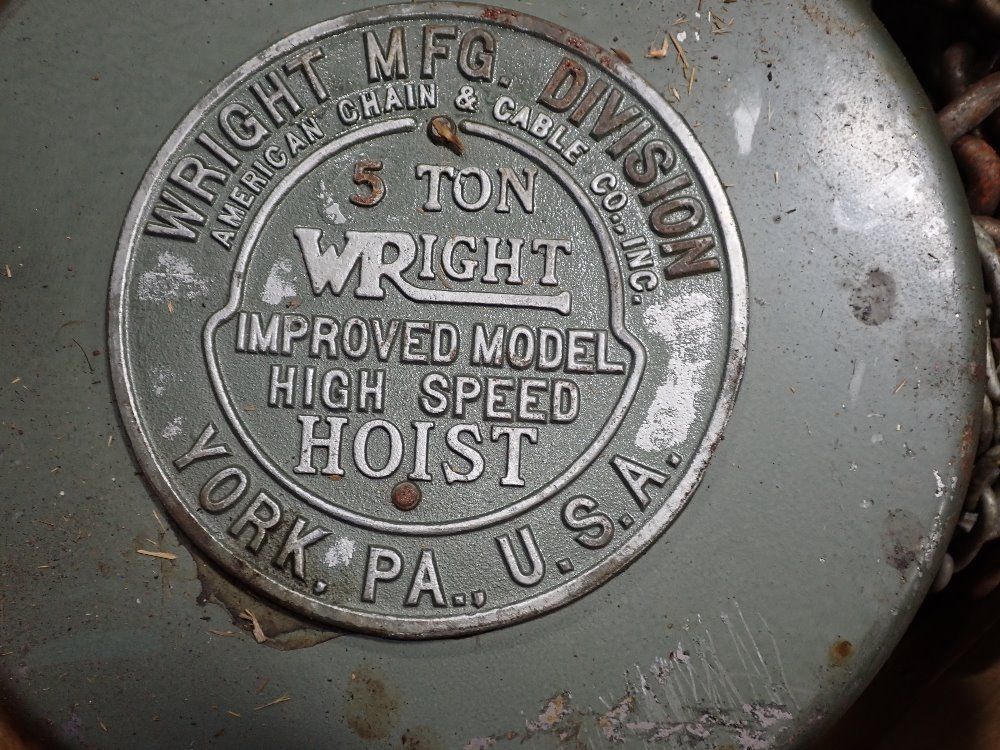 WRIGHT MFG. DIVISION
AMERICAN CHAIN & CABLE CO., INC.
5 TON
WRIGHT
IMPROVED MODEL
HIGH SPEED
HOIST
YORK, PA., U.S.A.